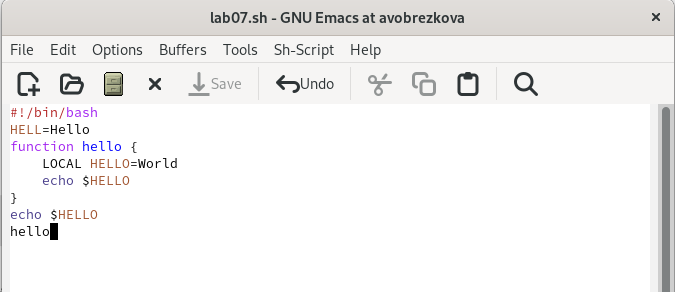 lab07.sh - GNU Emacs at avobrezkova
File Edit Options Buffers Tools Sh-Script Help
Save Undo
#!/bin/bash
HELL=Hello
function hello {
    LOCAL HELLO=World
    echo $HELLO
}
echo $HELLO
hello